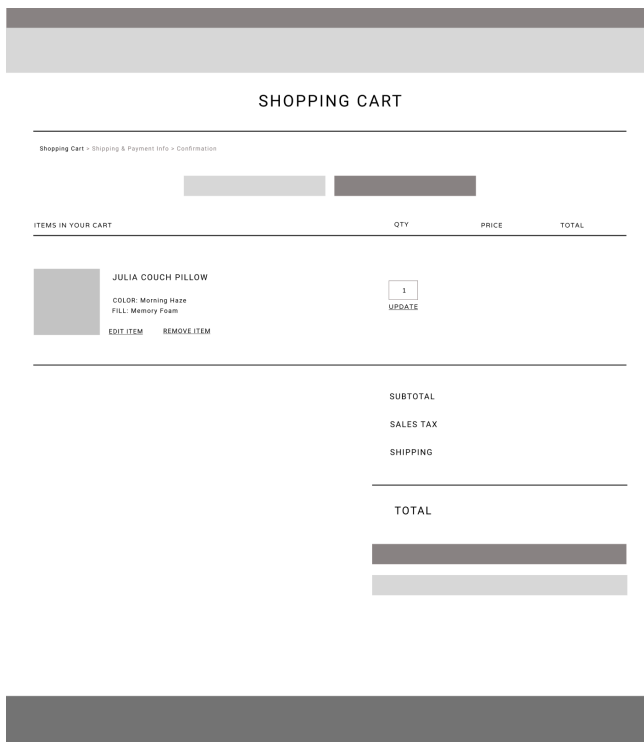 SHOPPING CART
Shopping Cart > Shipping & Payment Info > Confirmation
ITEMS IN YOUR CART QTY PRICE TOTAL
JULIA COUCH PILLOW
COLOR: Morning Haze
FILL: Memory Foam
EDIT ITEM REMOVE ITEM
1
UPDATE
SUBTOTAL
SALES TAX
SHIPPING
TOTAL